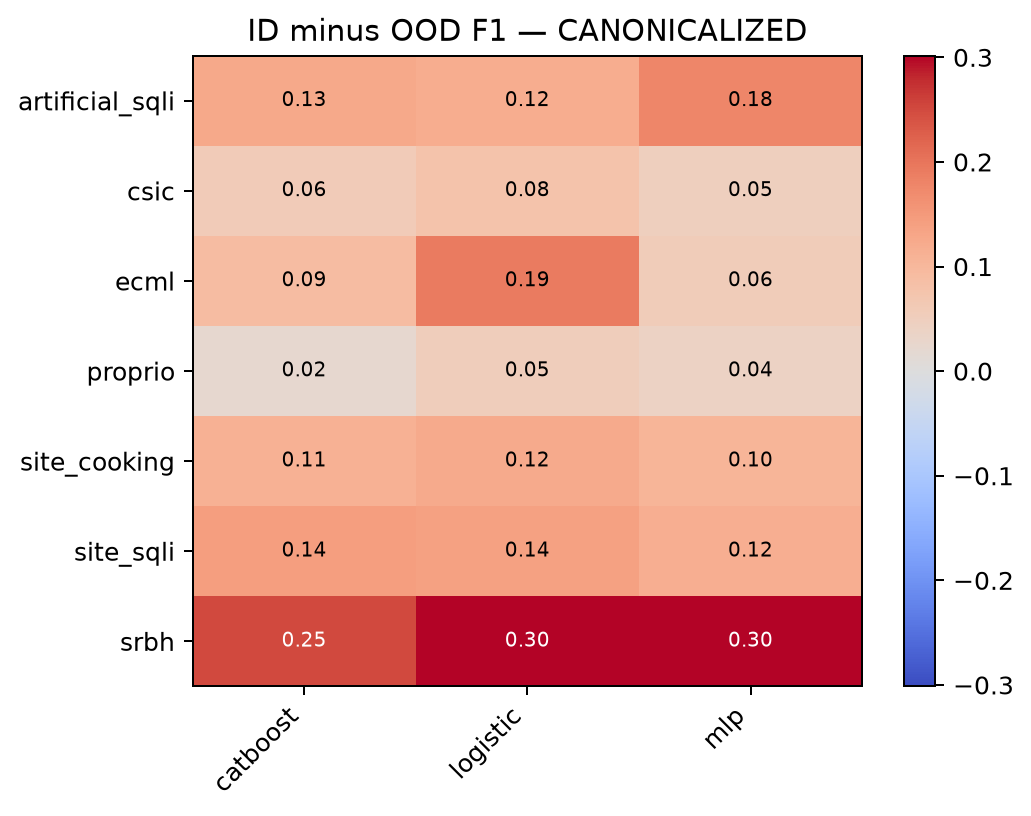 ID minus OOD F1 — CANONICALIZED
artificial_sqli 0.13 0.12 0.18
csic 0.06 0.08 0.05
ecml 0.09 0.19 0.06
proprio 0.02 0.05 0.04
site_cooking 0.11 0.12 0.10
site_sqli 0.14 0.14 0.12
srbh 0.25 0.30 0.30
catboost logistic mlp
0.3
0.2
0.1
0.0
−0.1
−0.2
−0.3